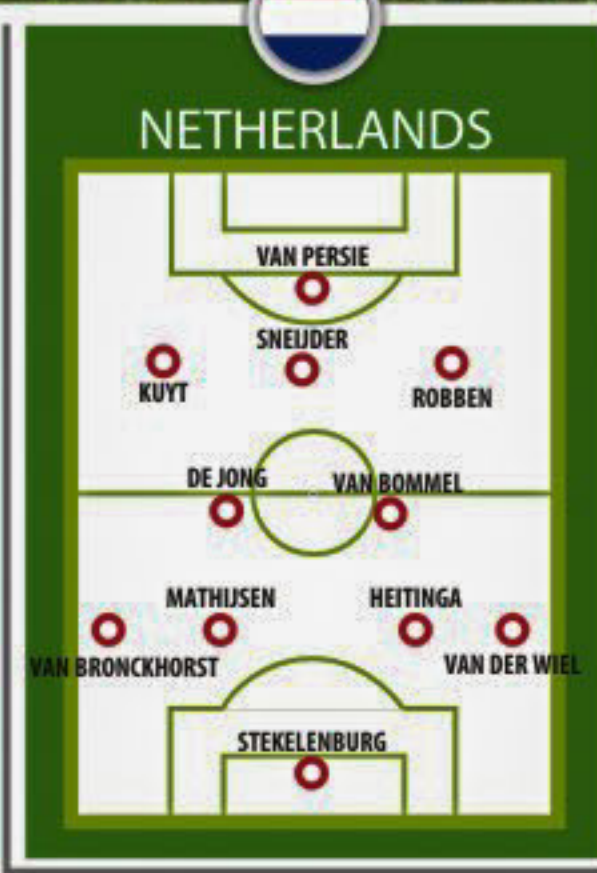 NETHERLANDS
VAN PERSIE
SNEIJDER
KUYT
ROBBEN
DE JONG
VAN BOMMEL
MATHIJSEN
HEITINGA
VAN BRONCKHORST
VAN DER WIEL
STEKELENBURG